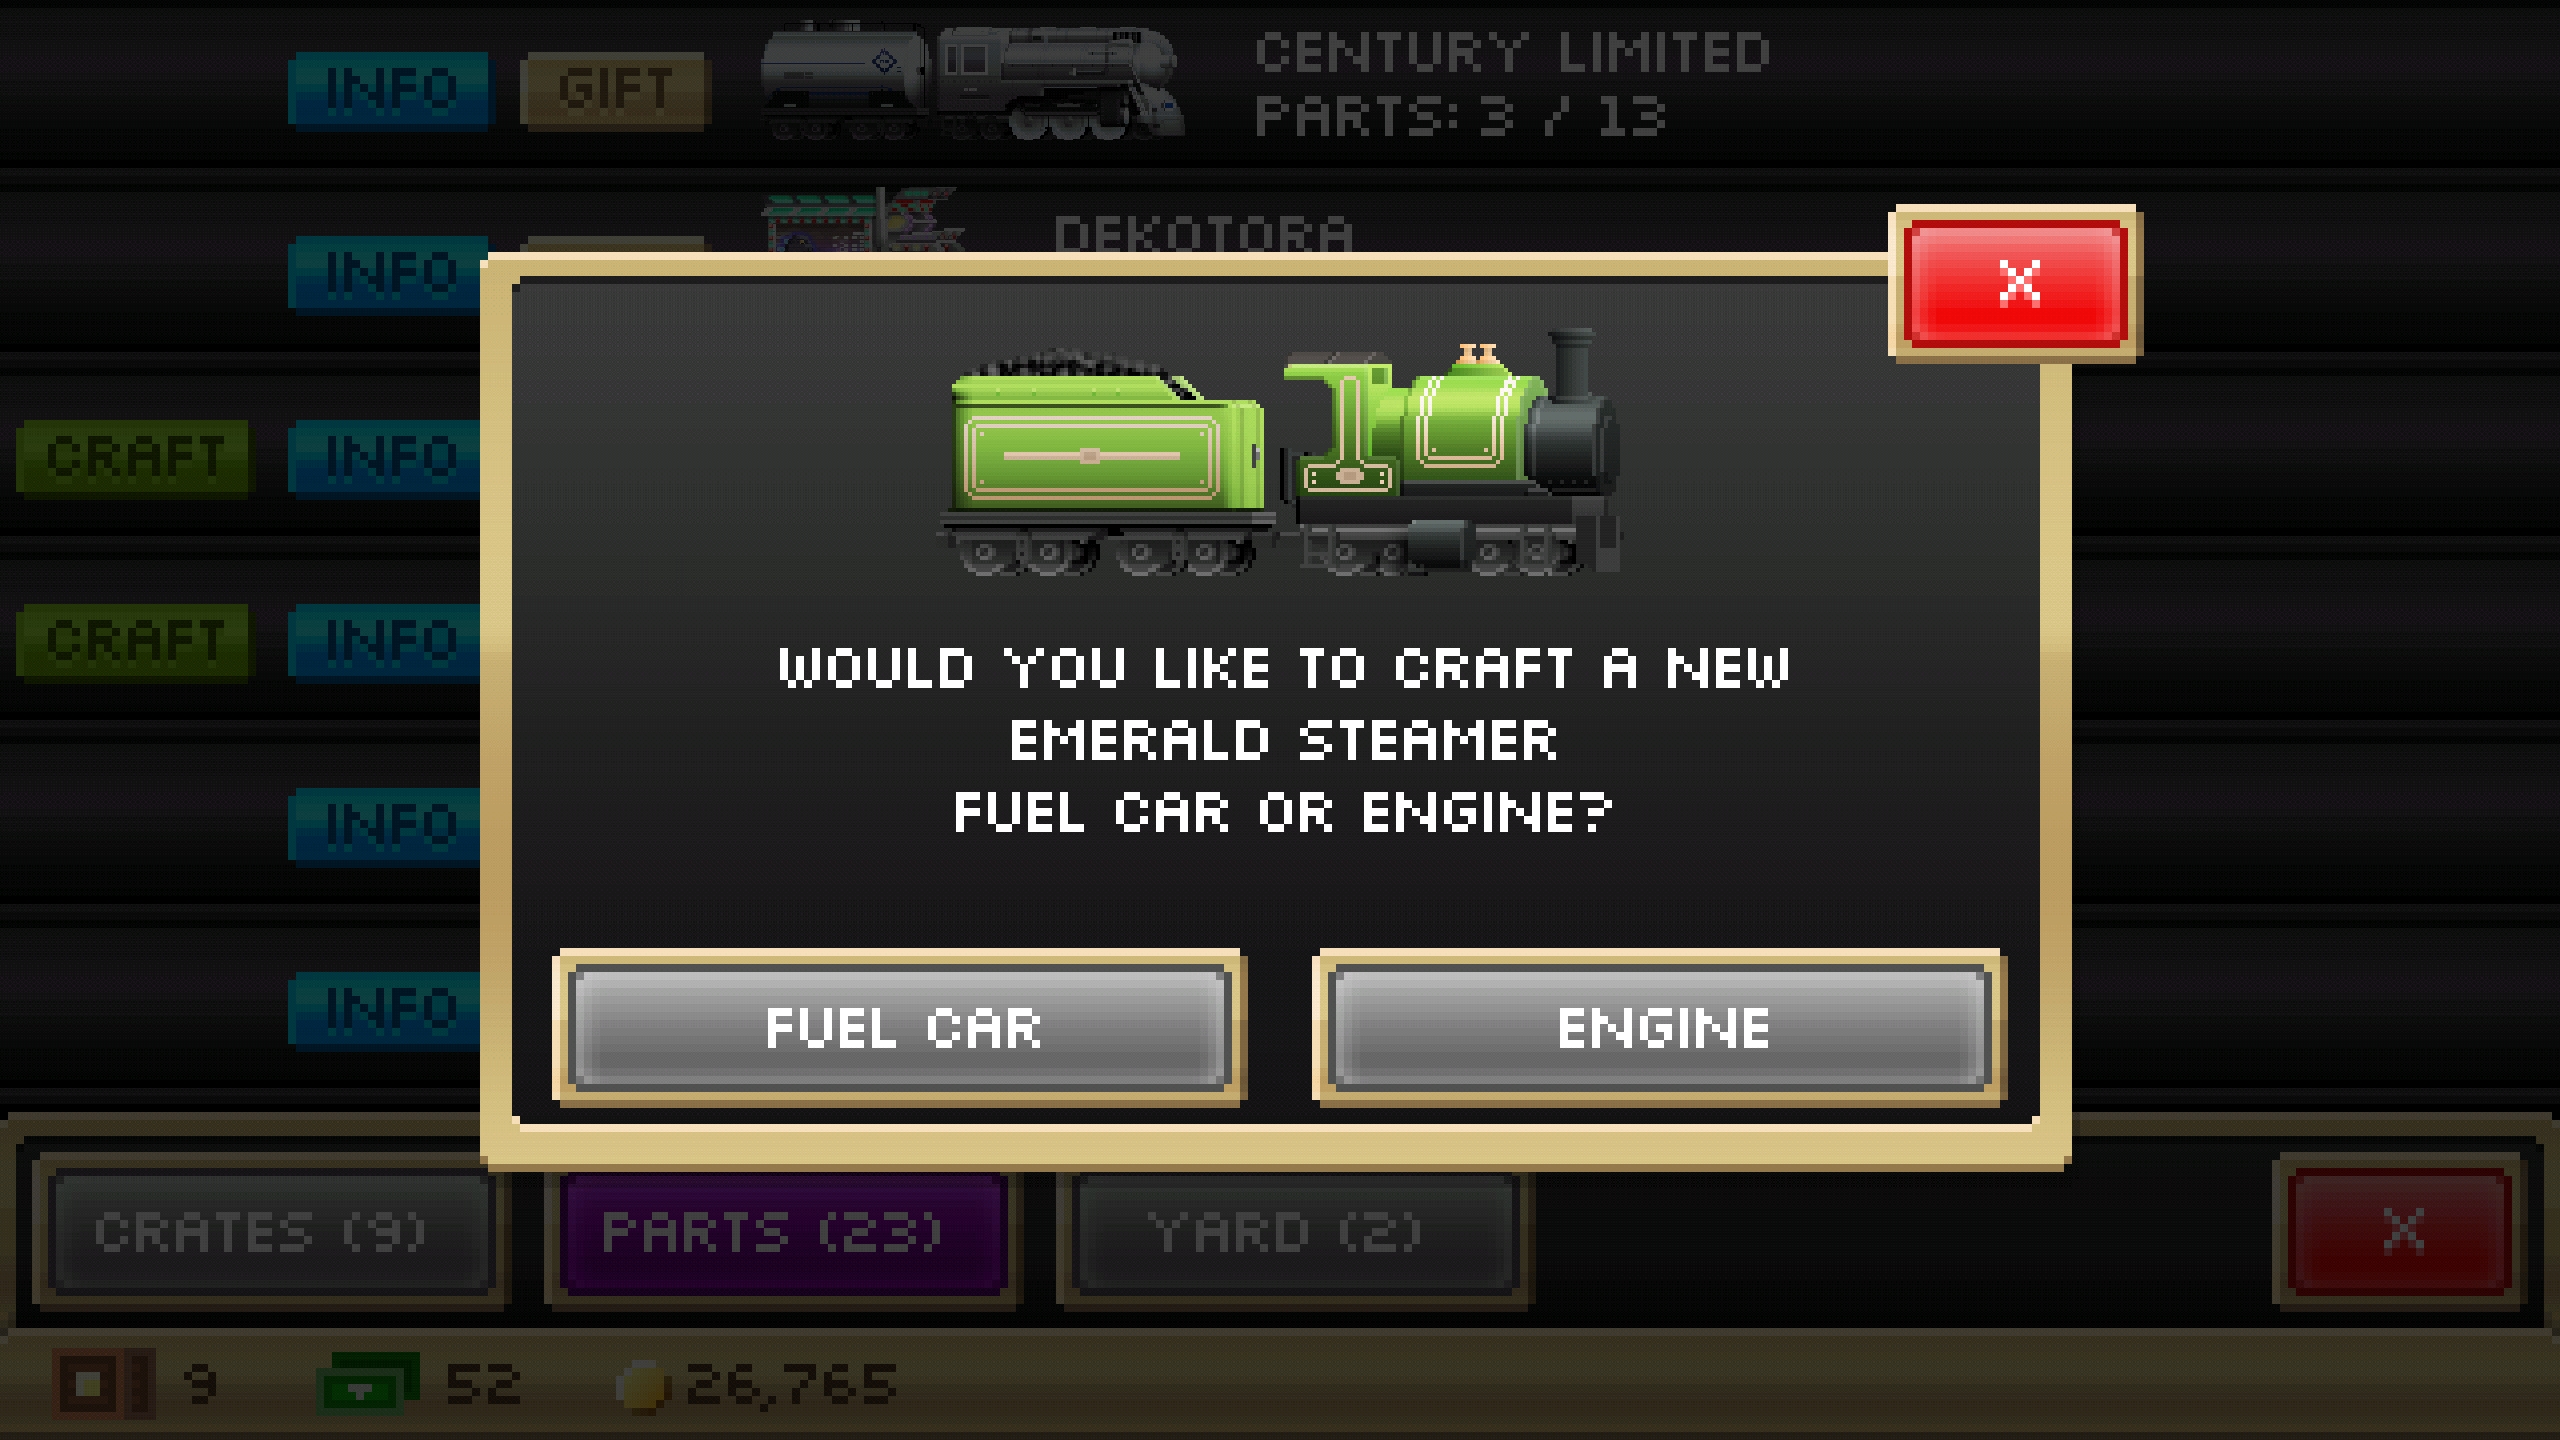 INFO GIFT CENTURY LIMITED
PARTS: 3 / 13
INFO DEKOTORA
X
CRAFT INFO
CRAFT INFO
INFO
INFO
WOULD YOU LIKE TO CRAFT A NEW
EMERALD STEAMER
FUEL CAR OR ENGINE?
FUEL CAR ENGINE
CRATES (9) PARTS (23) YARD (2) X
9 52 26,765